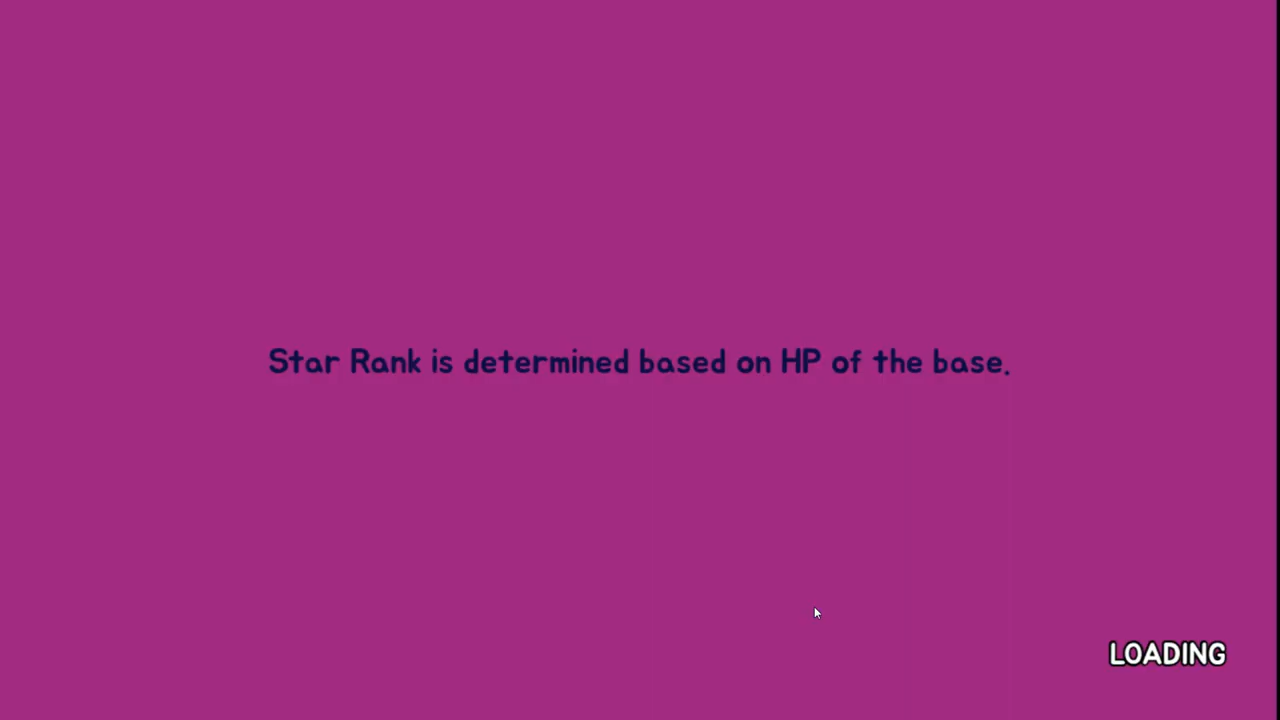 Star Rank is determined based on HP of the base.
LOADING